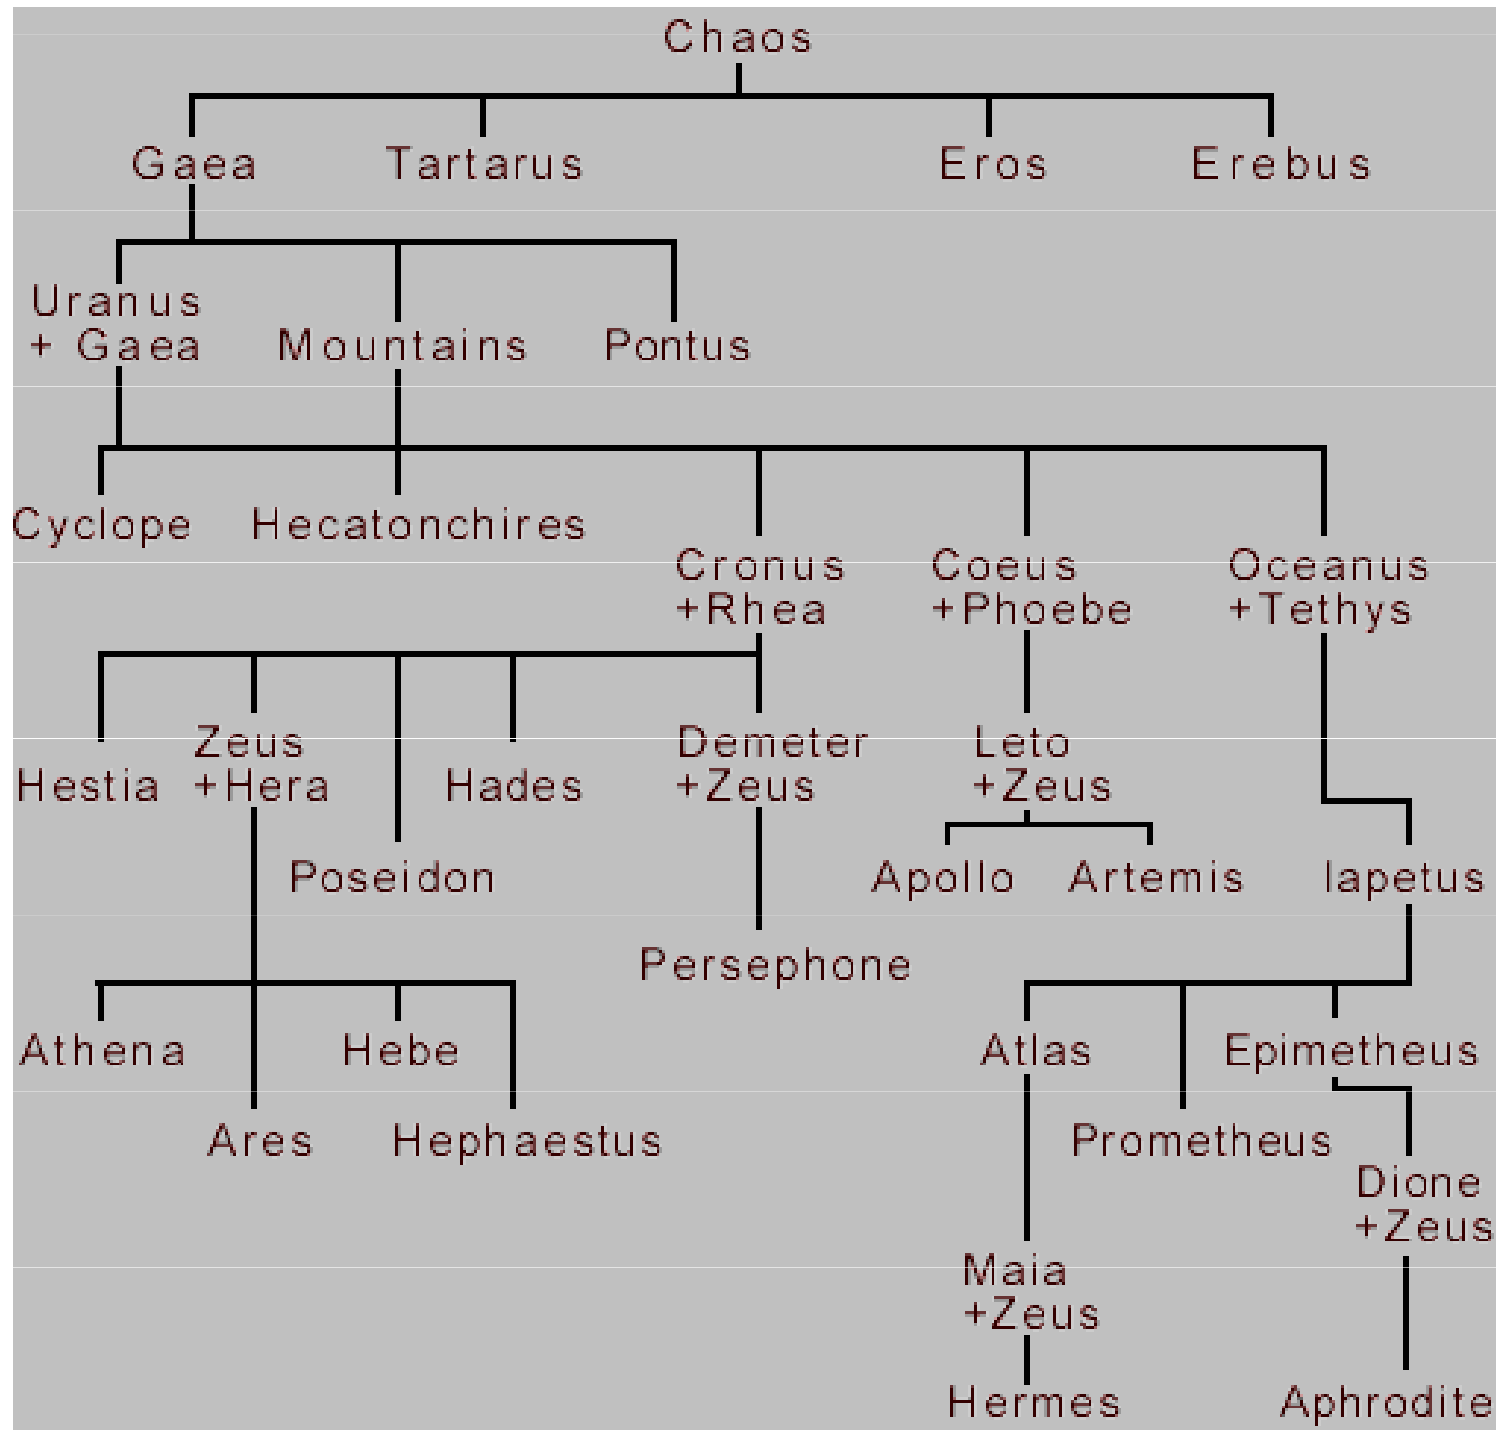 Chaos
Gaea Tartarus Eros Erebus
Uranus
+ Gaea Mountains Pontus
Cyclope Hecatonchires
Cronus Coeus Oceanus
+Rhea +Phoebe +Tethys
Zeus Demeter Leto
Hestia +Hera Hades +Zeus +Zeus
Poseidon Apollo Artemis Iapetus
Persephone
Athena Hebe Atlas Epimetheus
Ares Hephaestus Prometheus
Dione
+Zeus
Maia
+Zeus
Hermes Aphrodite